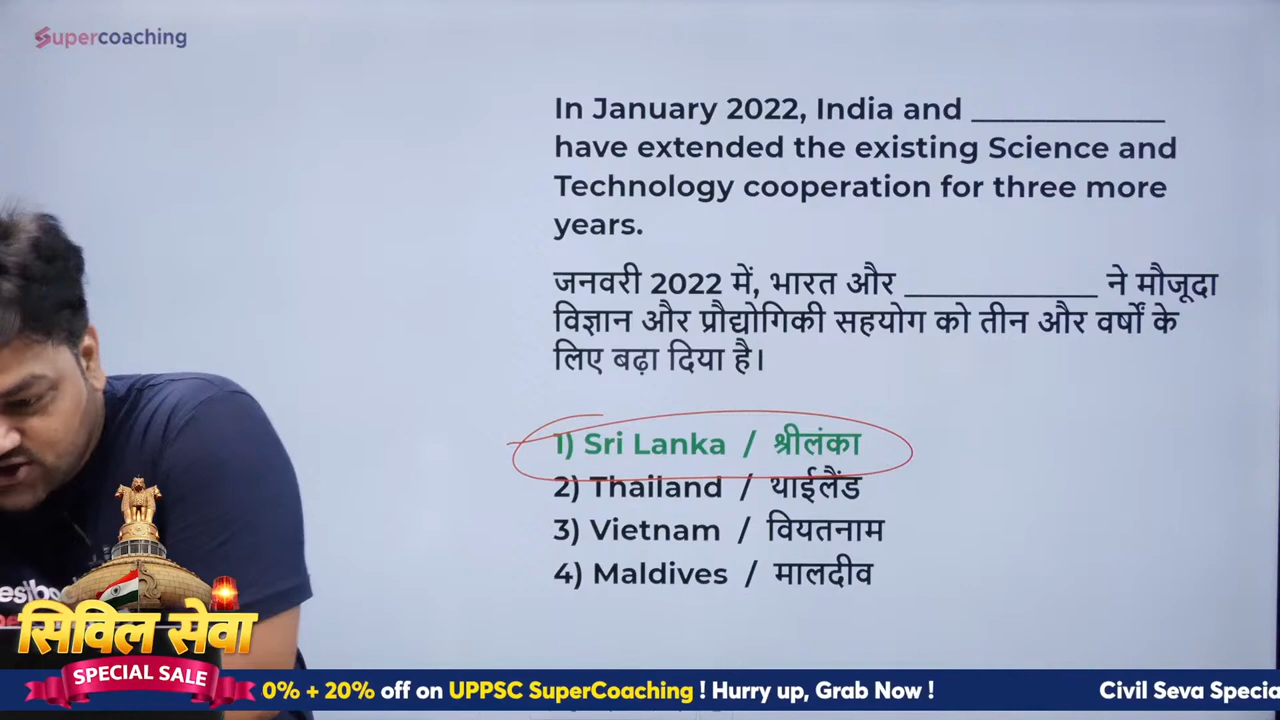 Supercoaching
In January 2022, India and ____________
have extended the existing Science and
Technology cooperation for three more
years.
जनवरी 2022 में, भारत और ____________ ने मौजूदा
विज्ञान और प्रौद्योगिकी सहयोग को तीन और वर्षों के
लिए बढ़ा दिया है।
1) Sri Lanka / श्रीलंका
2) Thailand / थाईलैंड
3) Vietnam / वियतनाम
4) Maldives / मालदीव
सिविल सेवा
SPECIAL SALE
0% + 20% off on UPPSC SuperCoaching ! Hurry up, Grab Now !
Civil Seva Specia